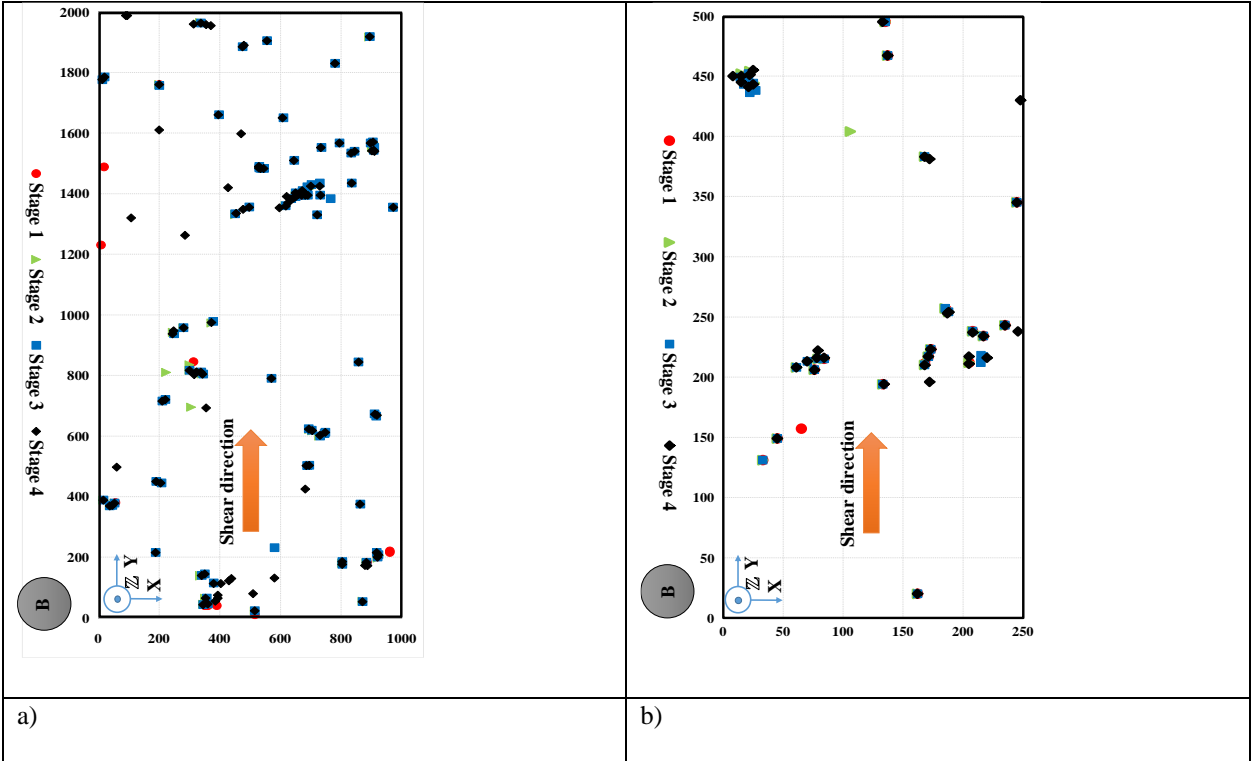 2000
1800
1600
1400
1200
1000
800
600
400
200
0
0 200 400 600 800 1000
Stage 1 Stage 2 Stage 3 Stage 4
Shear direction
Y
Z X
B
500
450
400
350
300
250
200
150
100
50
0
0 50 100 150 200 250
Stage 1 Stage 2 Stage 3 Stage 4
Shear direction
Y
Z X
B
a)
b)